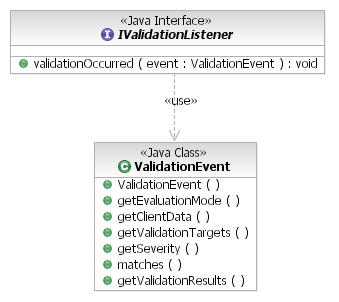 «Java Interface»
I IValidationListener
validationOccurred ( event : ValidationEvent ) : void
«use»
«Java Class»
C ValidationEvent
ValidationEvent ( )
getEvaluationMode ( )
getClientData ( )
getValidationTargets ( )
getSeverity ( )
matches ( )
getValidationResults ( )